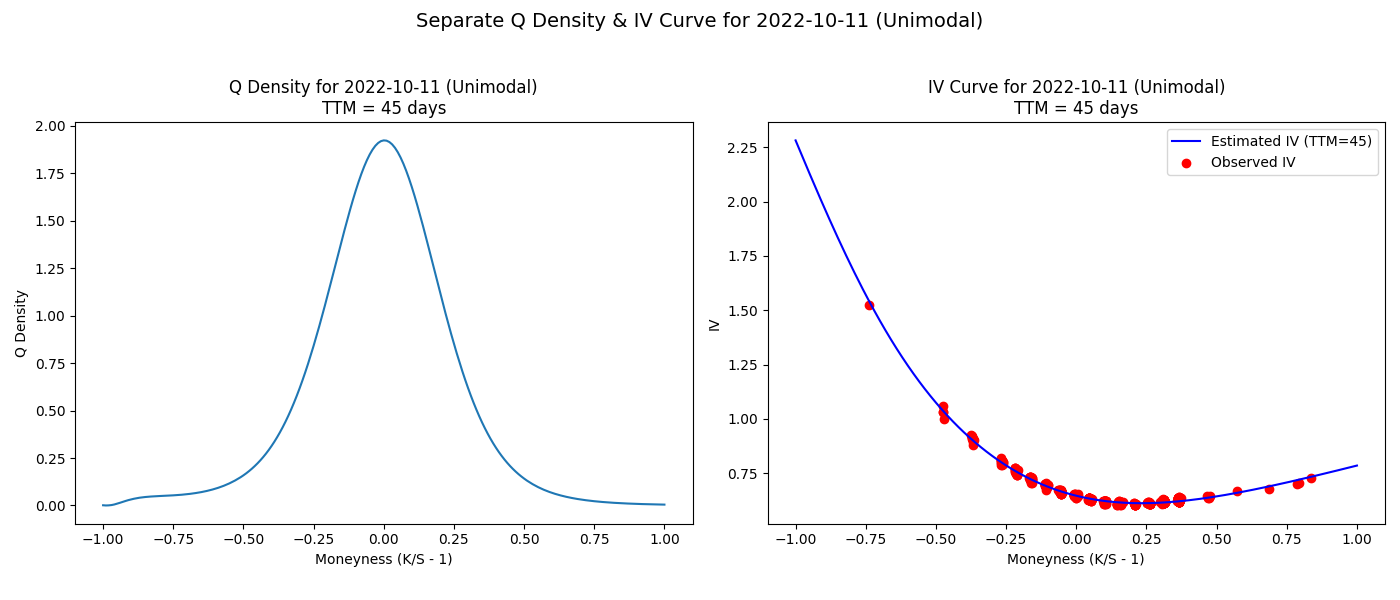 Separate Q Density & IV Curve for 2022-10-11 (Unimodal)
Q Density for 2022-10-11 (Unimodal)
TTM = 45 days
2.00
1.75
1.50
1.25
1.00
0.75
0.50
0.25
0.00
Q Density
−1.00 −0.75 −0.50 −0.25 0.00 0.25 0.50 0.75 1.00
Moneyness (K/S - 1)
IV Curve for 2022-10-11 (Unimodal)
TTM = 45 days
Estimated IV (TTM=45)
Observed IV
2.25
2.00
1.75
1.50
1.25
1.00
0.75
IV
−1.00 −0.75 −0.50 −0.25 0.00 0.25 0.50 0.75 1.00
Moneyness (K/S - 1)